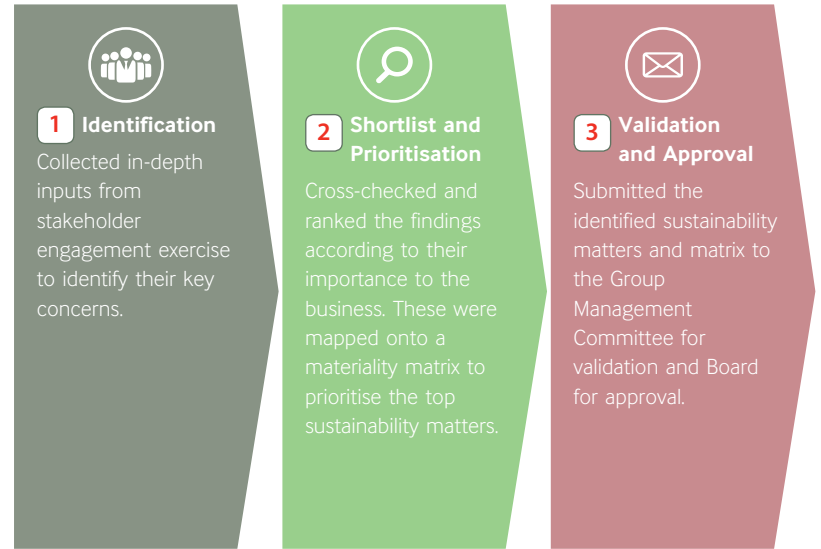 1 Identification
Collected in-depth
inputs from
stakeholder
engagement exercise
to identify their key
concerns.
2 Shortlist and
Prioritisation
Cross-checked and
ranked the findings
according to their
importance to the
business. These were
mapped onto a
materiality matrix to
prioritise the top
sustainability matters.
3 Validation
and Approval
Submitted the
identified sustainability
matters and matrix to
the Group
Management
Committee for
validation and Board
for approval.